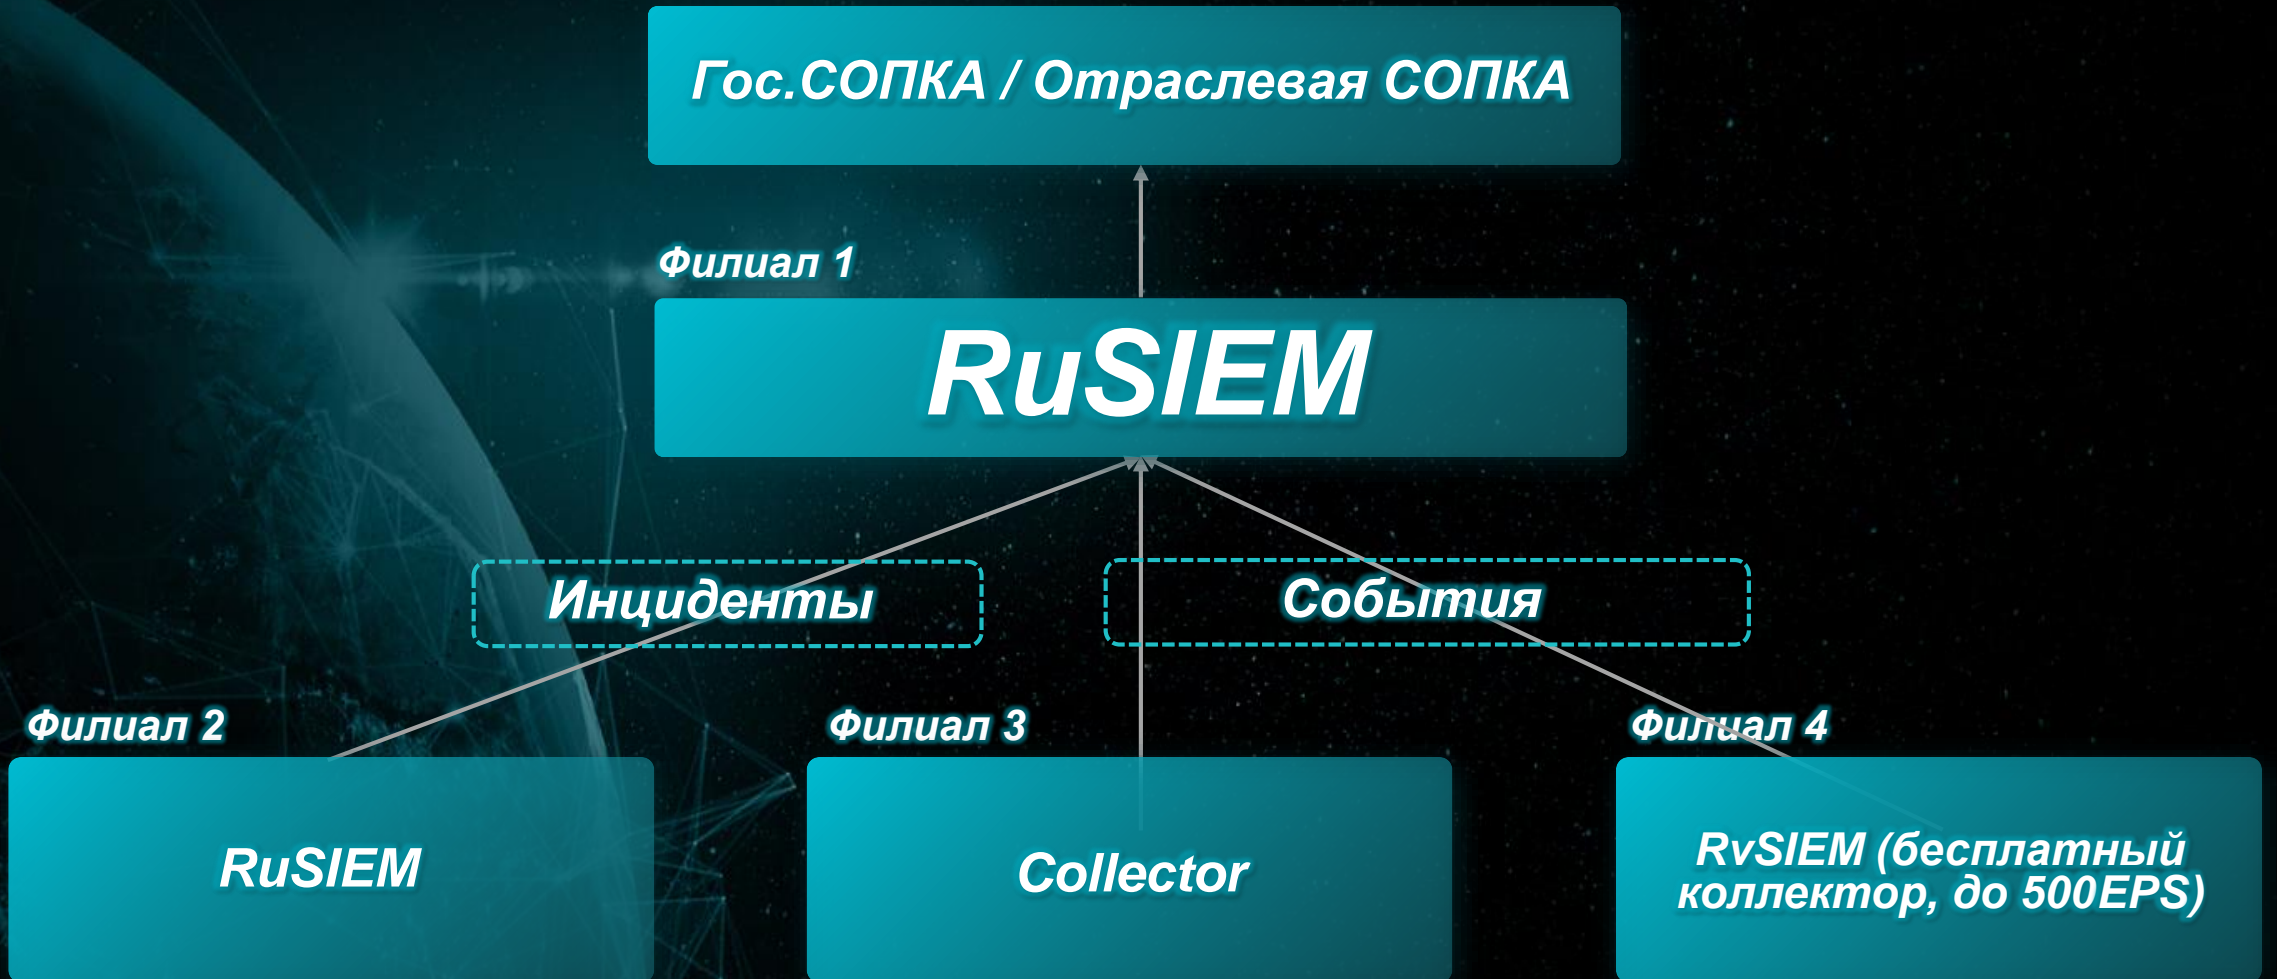 Гос.СОПКА / Отраслевая СОПКА
Филиал 1
RuSIEM
Инциденты
События
Филиал 2
Филиал 3
Филиал 4
RuSIEM
Collector
RvSIEM (бесплатный
коллектор, до 500EPS)